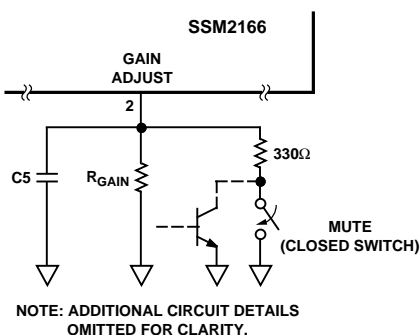 SSM2166
GAIN
ADJUST
2
330Ω
C5
RGAIN
MUTE
(CLOSED SWITCH)
NOTE: ADDITIONAL CIRCUIT DETAILS
OMITTED FOR CLARITY.